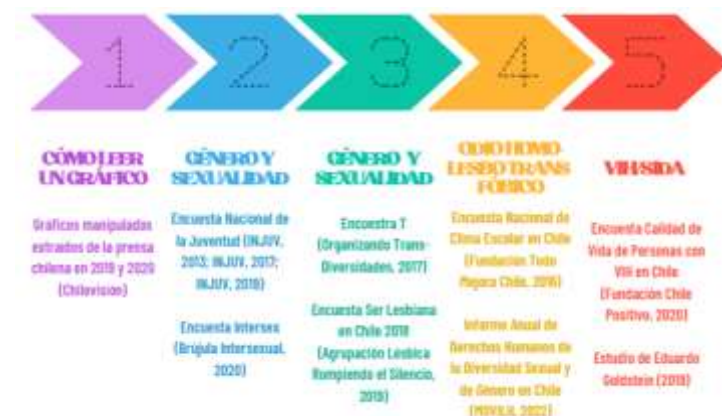 1
2
3
4
5
CÓMO LEER
UN GRÁFICO
Gráficos manipulados
extraídos de la prensa
chilena en 2019 y 2020
(Chilevisión)
GÉNERO Y
SEXUALIDAD
Encuesta Nacional de
la Juventud (INJUV,
2013; INJUV, 2017;
INJUV, 2019)
Encuesta Intersex
(Brújula Intersexual,
2020)
GÉNERO Y
SEXUALIDAD
Encuestra T
(Organizando Trans-
Diversidades, 2017)
Encuesta Ser Lesbiana
en Chile 2018
(Agrupación Lésbica
Rompiendo el Silencio,
2019)
ODIO HOMO
LESBO TRANS
FÓBICO
Encuesta Nacional de
Clima Escolar en Chile
(Fundación Todo
Mejora Chile, 2016)
Informe Anual de
Derechos Humanos de
la Diversidad Sexual y
de Género en Chile
(MOVILH, 2022)
VIH/SIDA
Encuesta Calidad de
Vida de Personas con
VIH en Chile
(Fundación Chile
Positivo, 2020)
Estudio de Eduardo
Goldstein (2019)